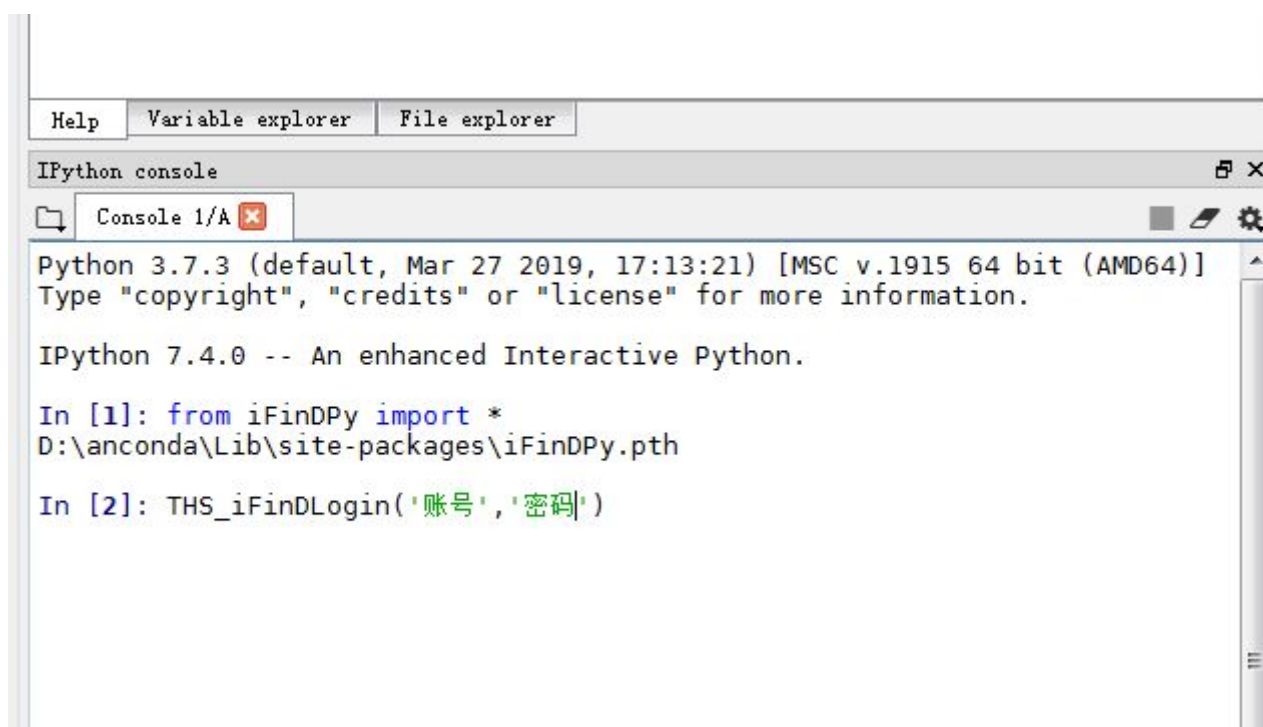 Help Variable explorer File explorer
IPython console
Console 1/A
Python 3.7.3 (default, Mar 27 2019, 17:13:21) [MSC v.1915 64 bit (AMD64)]
Type "copyright", "credits" or "license" for more information.
IPython 7.4.0 -- An enhanced Interactive Python.
In [1]: from iFinDPy import *
D:\anconda\Lib\site-packages\iFinDPy.pth
In [2]: THS_iFinDLogin('账号','密码')